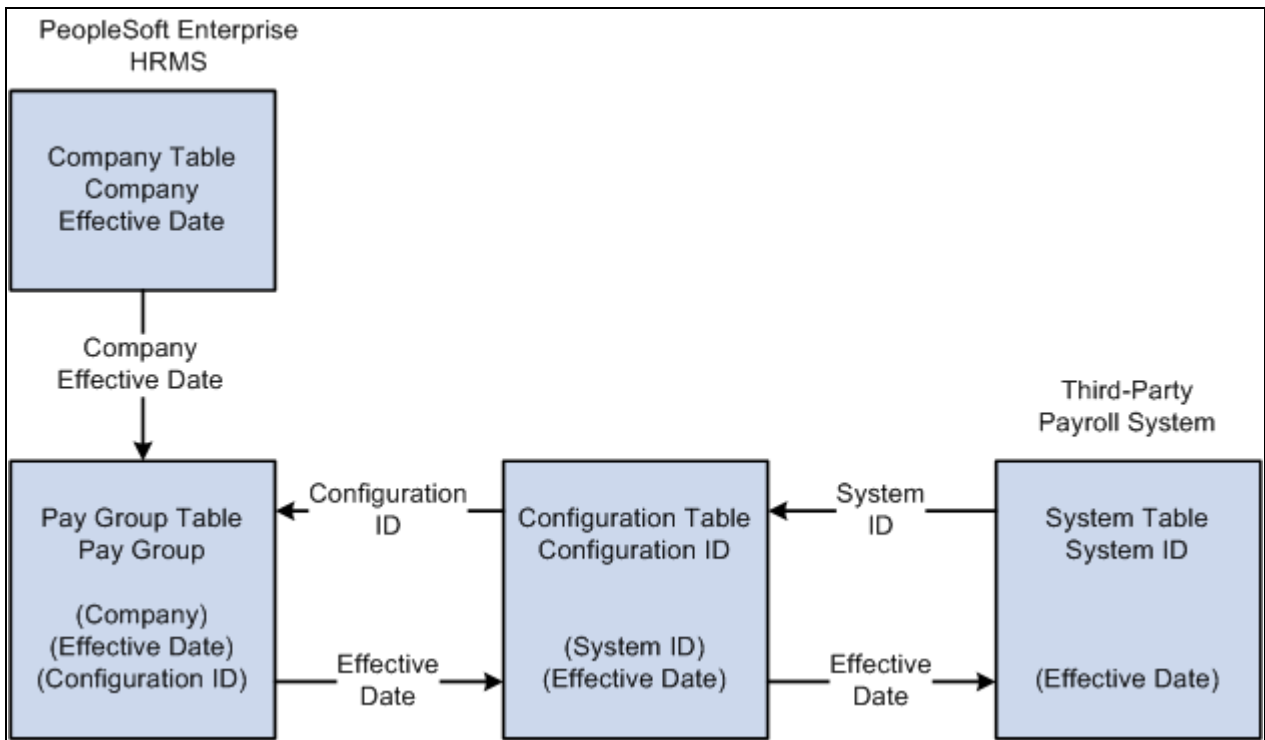 PeopleSoft Enterprise
HRMS
Company Table
Company
Effective Date
Company
Effective Date
Third-Party
Payroll System
Pay Group Table
Pay Group
(Company)
(Effective Date)
(Configuration ID)
Configuration
ID
Effective
Date
Configuration Table
Configuration ID
(System ID)
(Effective Date)
System
ID
Effective
Date
System Table
System ID
(Effective Date)